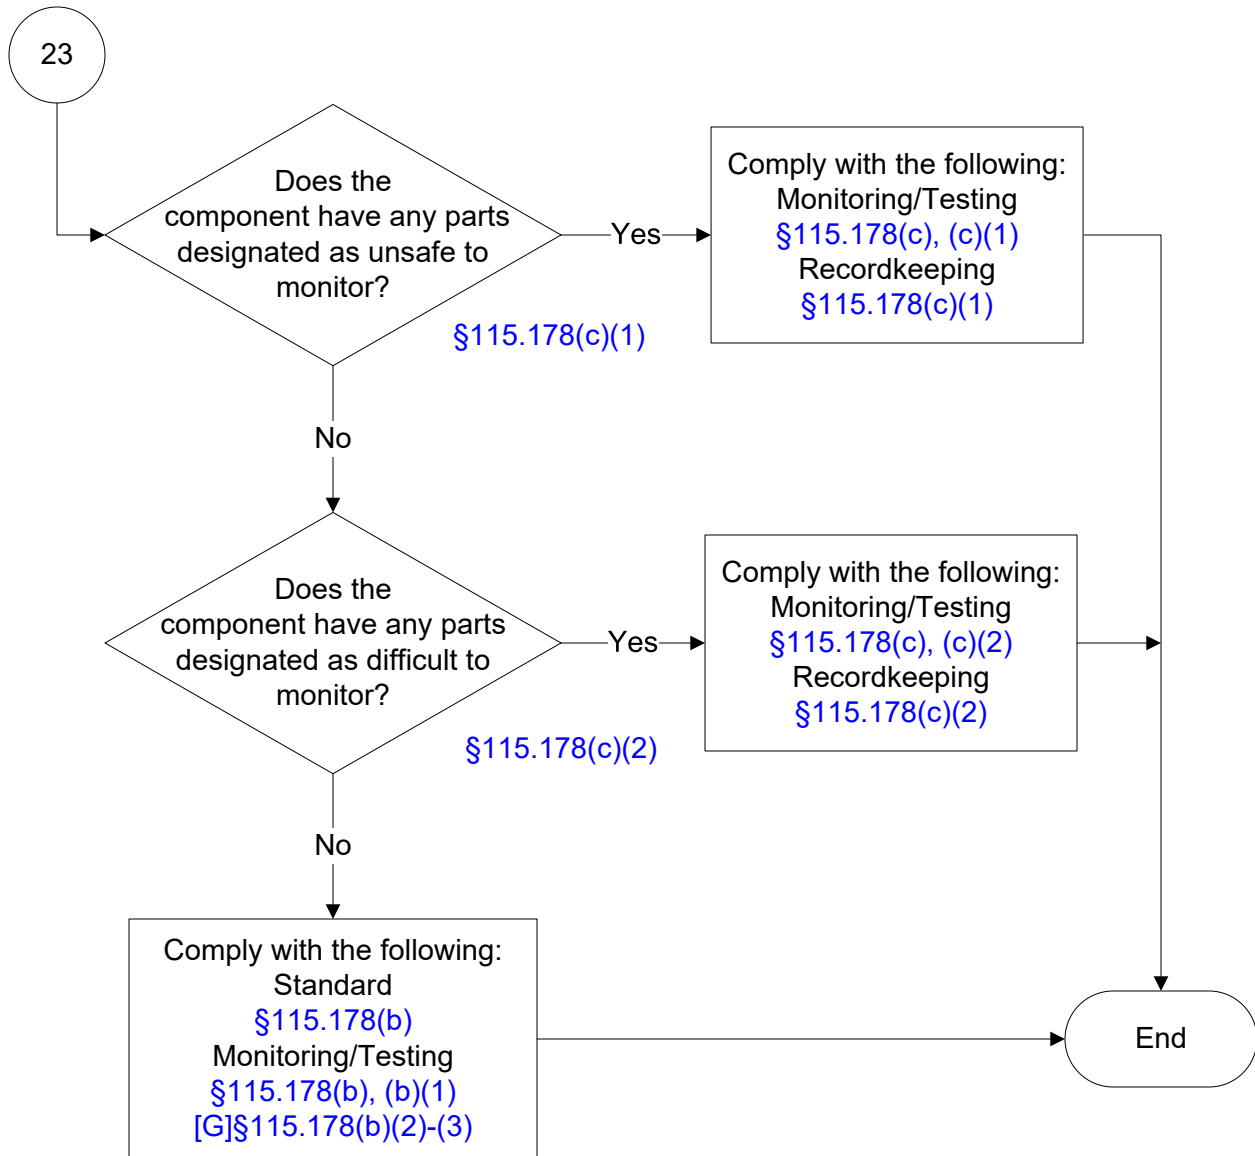 23
Does the
component have any parts
designated as unsafe to
monitor?
§115.178(c)(1)
Yes
Comply with the following:
Monitoring/Testing
§115.178(c), (c)(1)
Recordkeeping
§115.178(c)(1)
No
Does the
component have any parts
designated as difficult to
monitor?
§115.178(c)(2)
Yes
Comply with the following:
Monitoring/Testing
§115.178(c), (c)(2)
Recordkeeping
§115.178(c)(2)
No
Comply with the following:
Standard
§115.178(b)
Monitoring/Testing
§115.178(b), (b)(1)
[G]§115.178(b)(2)-(3)
End